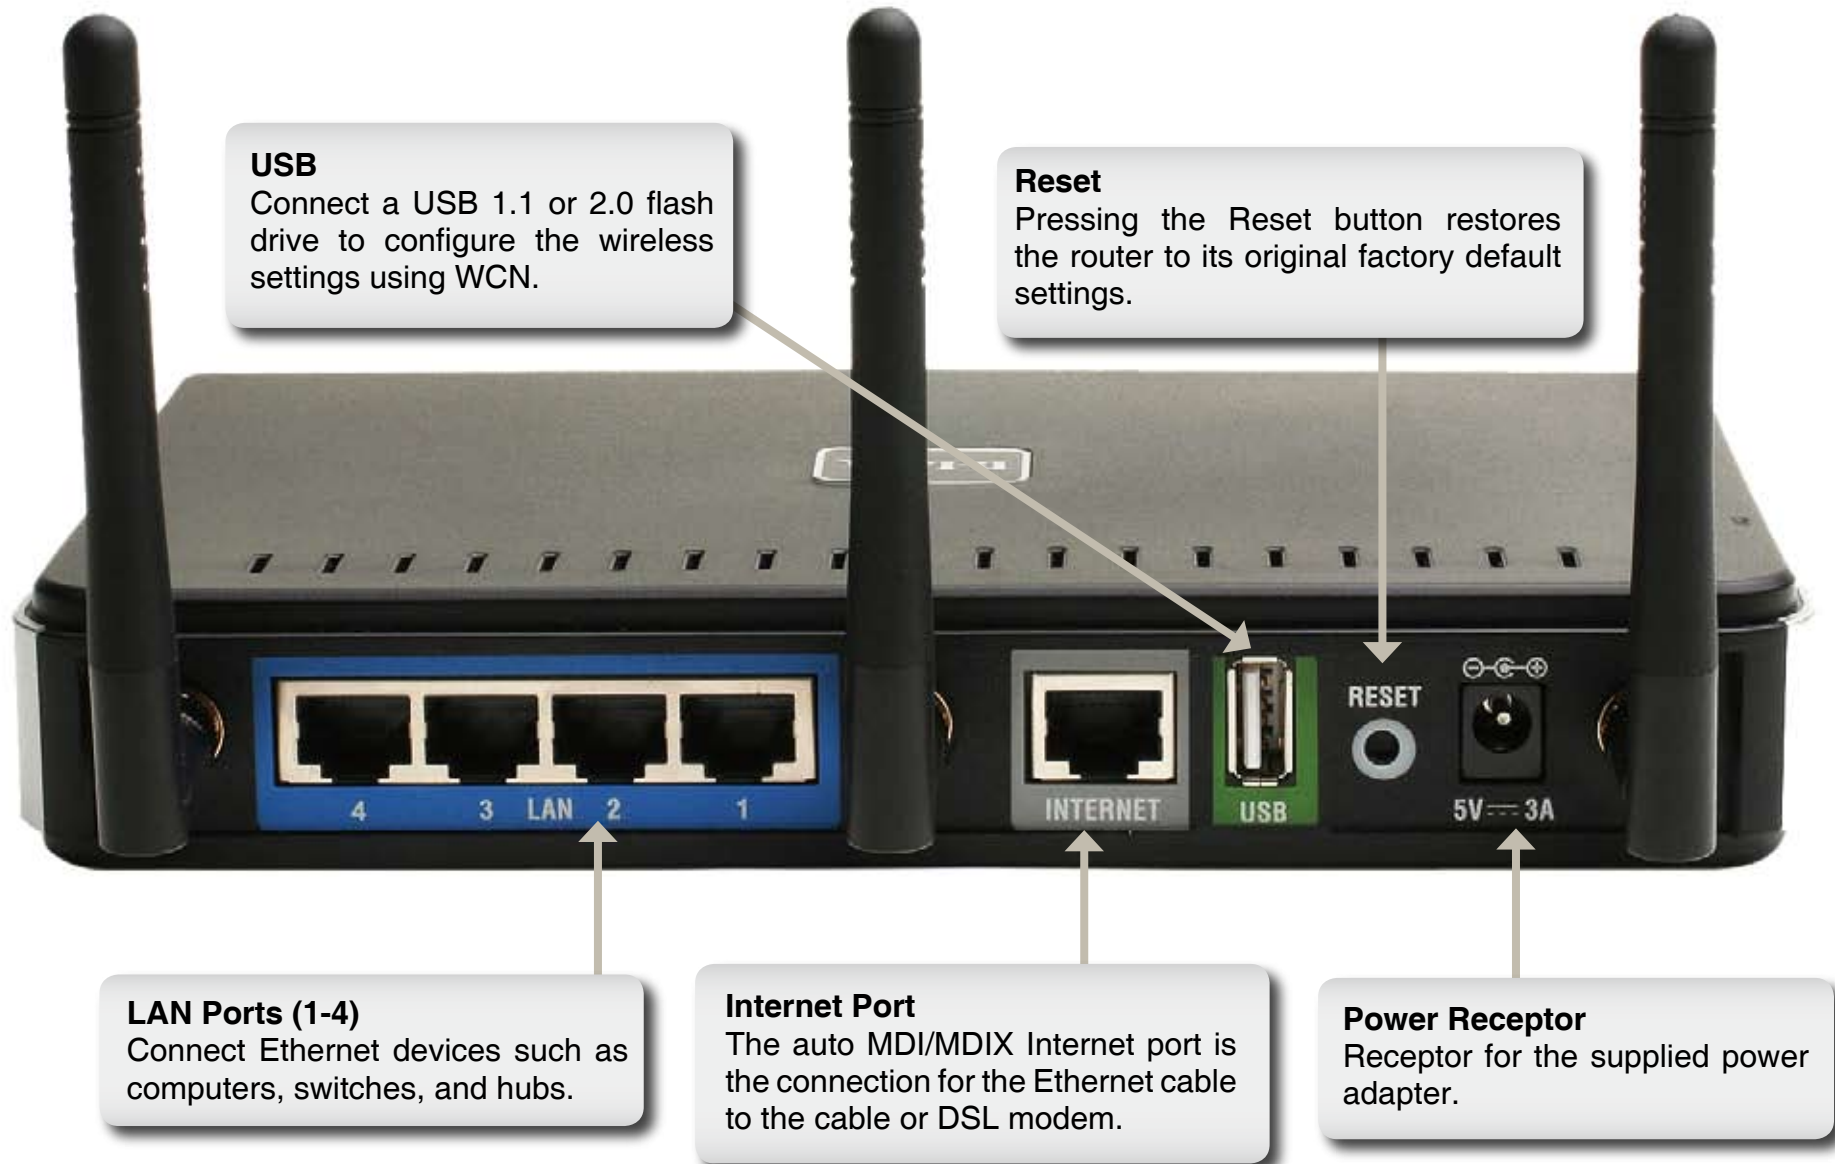 USB
Connect a USB 1.1 or 2.0 flash
drive to configure the wireless
settings using WCN.
Reset
Pressing the Reset button restores
the router to its original factory default
settings.
RESET
4 3 LAN 2 1
INTERNET
USB
5V⎓3A
LAN Ports (1-4)
Connect Ethernet devices such as
computers, switches, and hubs.
Internet Port
The auto MDI/MDIX Internet port is
the connection for the Ethernet cable
to the cable or DSL modem.
Power Receptor
Receptor for the supplied power
adapter.